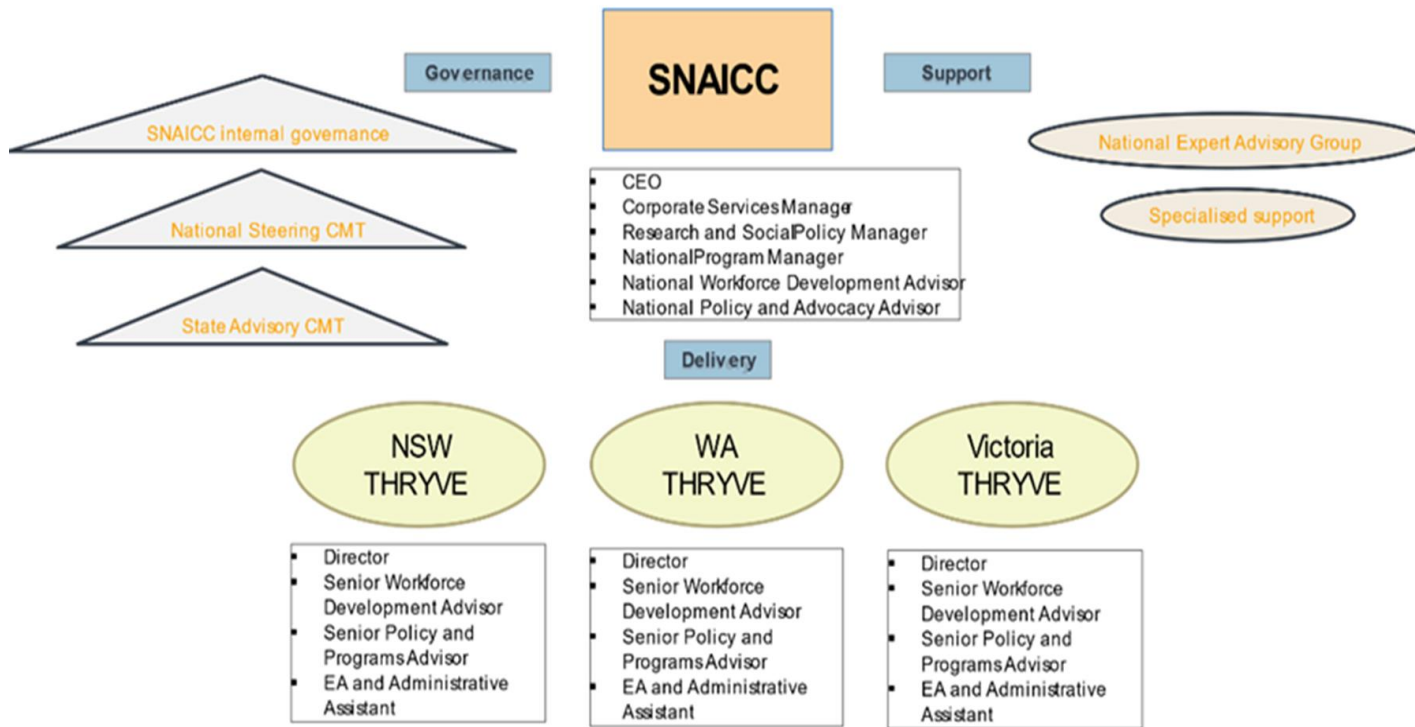 Governance
SNAICC
Support
SNAICC internal governance
National Steering CMT
State Advisory CMT
National Expert Advisory Group
Specialised support
▪ CEO
▪ Corporate Services Manager
▪ Research and SocialPolicy Manager
▪ NationalProgram Manager
▪ National Workforce Development Advisor
▪ National Policy and Advocacy Advisor
Delivery
NSW
THRYVE
▪ Director
▪ Senior Workforce
Development Advisor
▪ Senior Policy and
Programs Advisor
▪ EA and Administrative
Assistant
WA
THRYVE
▪ Director
▪ Senior Workforce
Development Advisor
▪ Senior Policy and
Programs Advisor
▪ EA and Administrative
Assistant
Victoria
THRYVE
▪ Director
▪ Senior Workforce
Development Advisor
▪ Senior Policy and
Programs Advisor
▪ EA and Administrative
Assistant